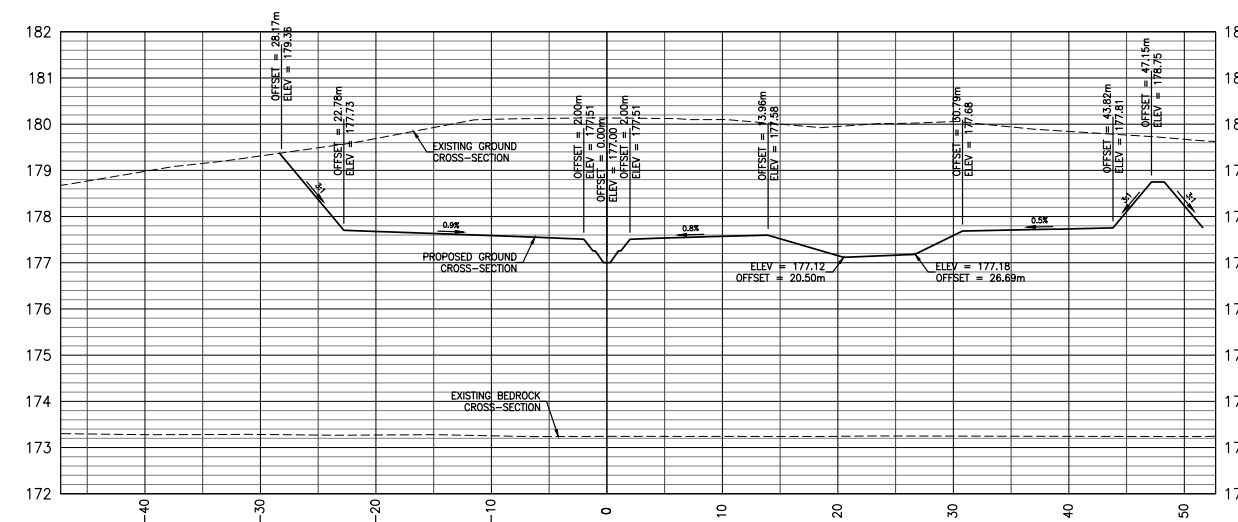 182
181
180
179
178
177
176
175
174
173
172
OFFSET = 28.17m
ELEV = 179.36
OFFSET = 22.78m
ELEV = 177.73
OFFSET = 2.00m
ELEV = 177.51
OFFSET = 0.00m
ELEV = 177.00
OFFSET = 2.00m
ELEV = 177.51
OFFSET = 13.96m
ELEV = 177.58
OFFSET = 30.79m
ELEV = 177.68
OFFSET = 43.82m
ELEV = 177.81
OFFSET = 47.15m
ELEV = 178.75
EXISTING GROUND
CROSS-SECTION
3:1
0.9%
0.8%
0.5%
3:1
3:1
PROPOSED GROUND
CROSS-SECTION
ELEV = 177.12
OFFSET = 20.50m
ELEV = 177.18
OFFSET = 26.69m
EXISTING BEDROCK
CROSS-SECTION
-40
-30
-20
-10
0
10
20
30
40
50